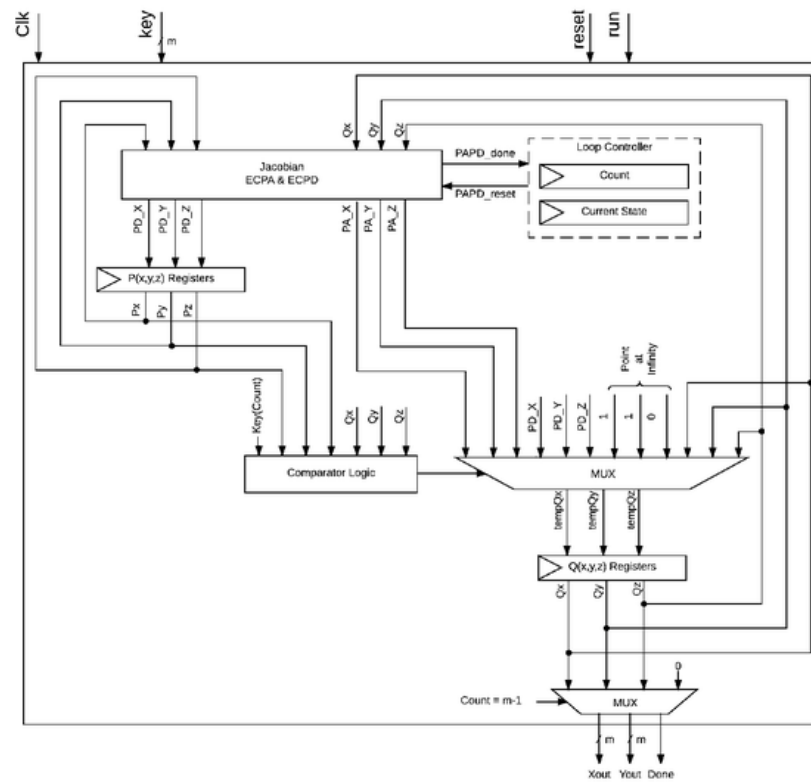 Clk
key
m
reset
run
Qx
Qy
Qz
Jacobian
ECPA & ECPD
PAPD_done
PAPD_reset
Loop Controller
Count
Current State
PD_X
PD_Y
PD_Z
PA_X
PA_Y
PA_Z
P(x,y,z) Registers
Px
Py
Pz
Key(Count)
Qx
Qy
Qz
Comparator Logic
PD_X
PD_Y
PD_Z
1
1
0
Point
at
Infinity
MUX
tempQx
tempQy
tempQz
Q(x,y,z) Registers
Qx
Qy
Qz
0
Count = m-1
MUX
m
m
Xout
Yout
Done